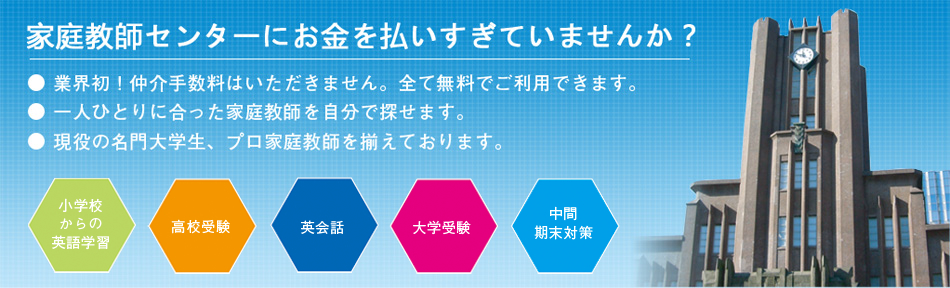 家庭教師センターにお金を払いすぎていませんか？
● 業界初！仲介手数料はいただきません。全て無料でご利用できます。
● 一人ひとりに合った家庭教師を自分で探せます。
● 現役の名門大学生、プロ家庭教師を揃えております。
小学校
からの
英語学習
高校受験
英会話
大学受験
中間
期末対策